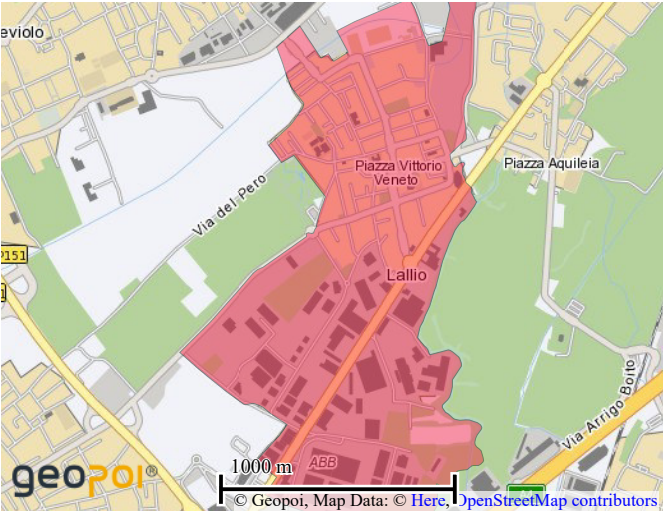 eviolo
Piazza Vittorio
Veneto
Piazza Aquileia
Via del Pero
P151
Lallio
Via Arrigo Boito
ABB
geopoi®
1000 m
© Geopoi, Map Data: © Here, OpenStreetMap contributors